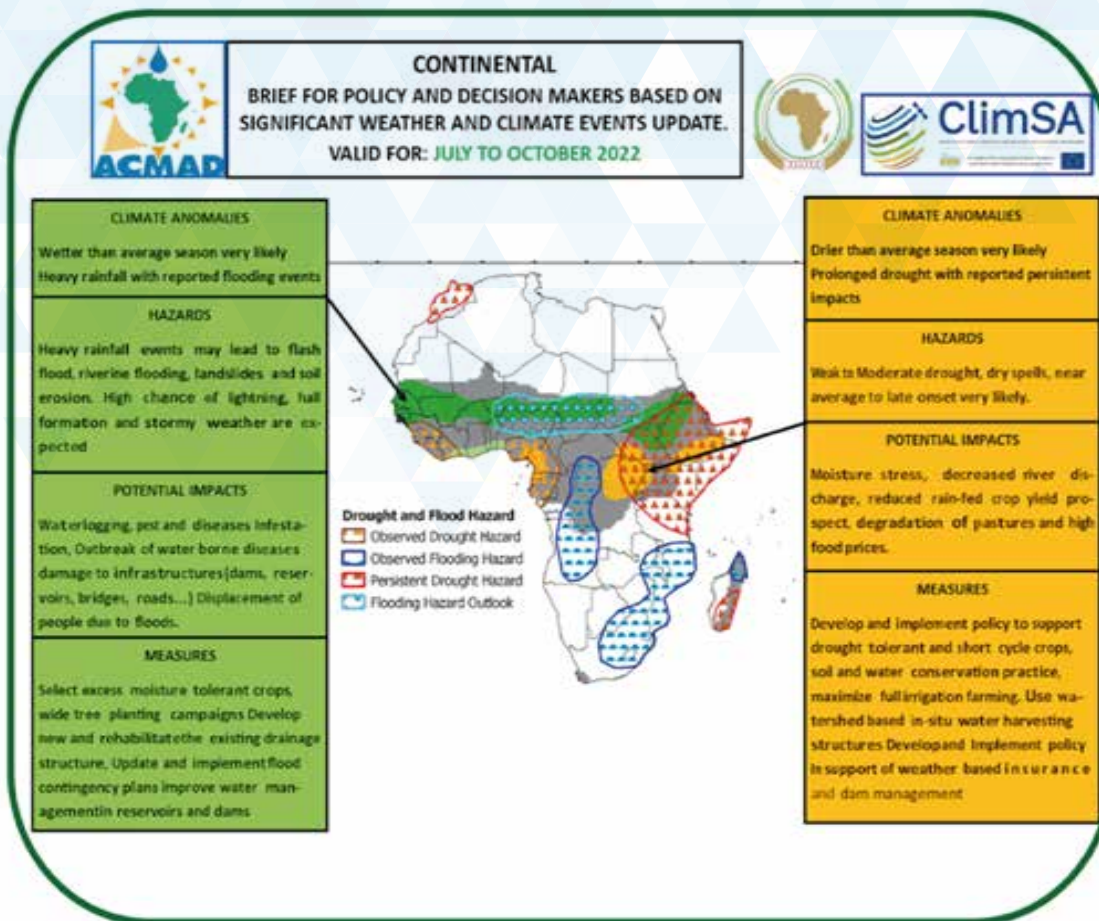 ACMAD
CONTINENTAL
BRIEF FOR POLICY AND DECISION MAKERS BASED ON
SIGNIFICANT WEATHER AND CLIMATE EVENTS UPDATE.
VALID FOR: JULY TO OCTOBER 2022
ClimSA
CLIMATE ANOMALIES
Wetter than average season very likely
Heavy rainfall with reported flooding events
HAZARDS
Heavy rainfall events may lead to flash
flood, riverine flooding, landslides and soil
erosion. High chance of lightning, hail
formation and stormy weather are ex-
pected
POTENTIAL IMPACTS
Waterlogging, pest and diseases infesta-
tion, Outbreak of water borne diseases
damage to infrastructures(dams, reser-
voirs, bridges, roads...) Displacement of
people due to floods.
MEASURES
Select excess moisture tolerant crops,
wide tree planting campaigns Develop
new and rehabilitatethe existing drainage
structure, Update and implement flood
contingency plans improve water man-
agementin reservoirs and dams
Drought and Flood Hazard
Observed Drought Hazard
Observed Flooding Hazard
Persistent Drought Hazard
Flooding Hazard Outlook
CLIMATE ANOMALIES
Drier than average season very likely
Prolonged drought with reported persistent
impacts
HAZARDS
Weak to Moderate drought, dry spells, near
average to late onset very likely.
POTENTIAL IMPACTS
Moisture stress, decreased river dis-
charge, reduced rain-fed crop yield pro-
spect, degradation of pastures and high
food prices.
MEASURES
Develop and implement policy to support
drought tolerant and short cycle crops,
soil and water conservation practice,
maximize full irrigation farming. Use wa-
tershed based in-situ water harvesting
structures Develop and Implement policy
in support of weather based insurance
and dam management